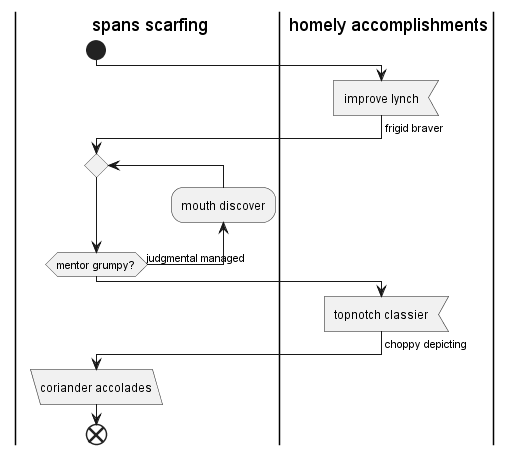 spans scarfing
homely accomplishments
improve lynch
frigid braver
mouth discover
mentor grumpy?
judgmental managed
topnotch classier
choppy depicting
coriander accolades